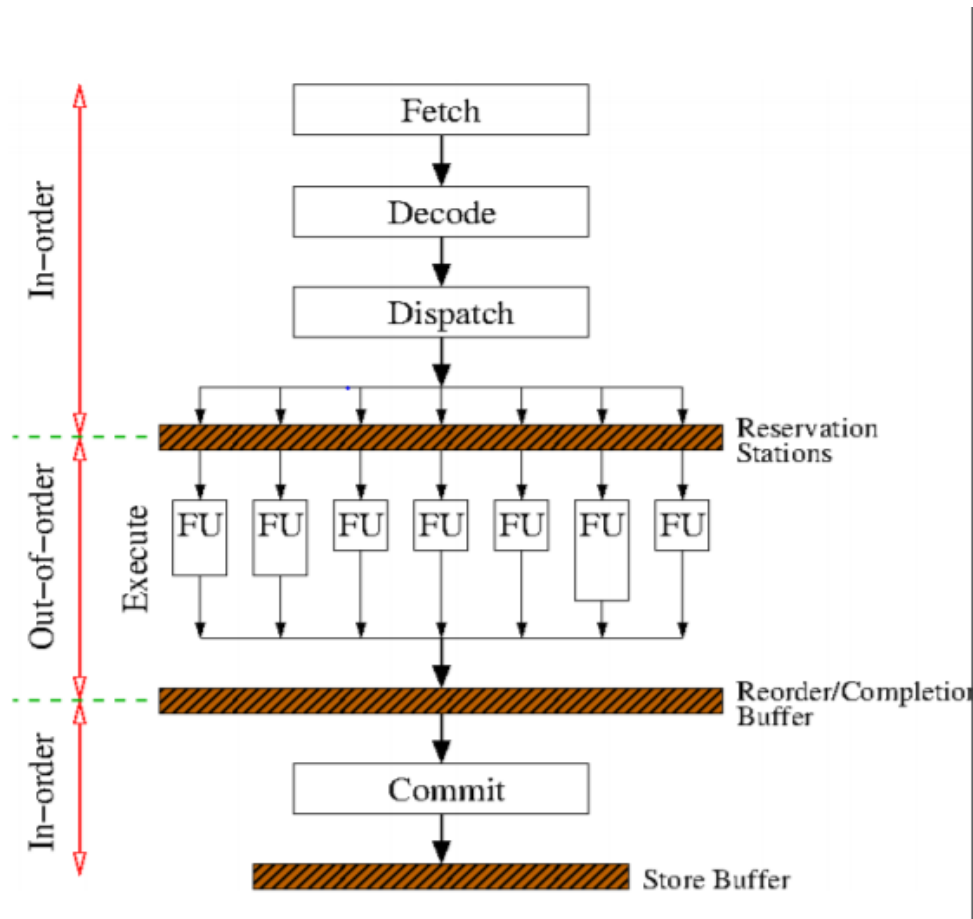 Fetch
Decode
Dispatch
In-order
Reservation
Stations
FU FU FU FU FU FU FU
Execute
Out-of-order
Reorder/Completion
Buffer
Commit
In-order
Store Buffer